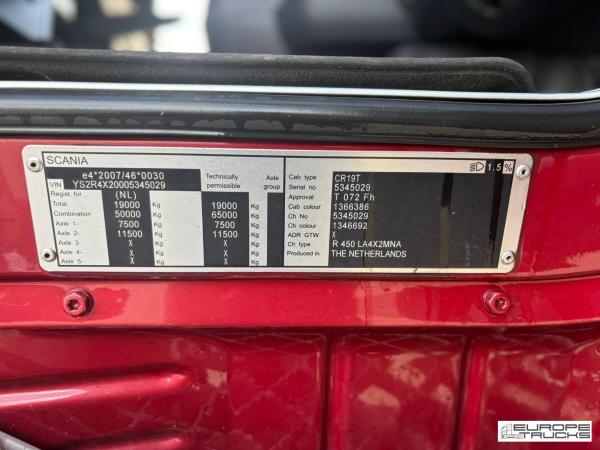 SCANIA
1.5%
e4*2007/46*0030
VIN YS2R4X20005345029
Technically permissible Axle group
Regist. for (NL)
Total 19000 Kg 19000 Kg
Combination 50000 Kg 65000 Kg
Axle 1- 7500 Kg 7500 Kg
Axle 2- 11500 Kg 11500 Kg
Axle 3- X Kg X Kg
Axle 4- X Kg X Kg
Axle 5- X Kg X Kg
Cab type CR19T
Serial no 5345029
Approval T 072 Fh
Cab colour 1366386
Ch No 5345029
Ch colour 1346692
ADR GTW X
Ch type R 450 LA4X2MNA
Produced in THE NETHERLANDS
EUROPE
TRUCKS